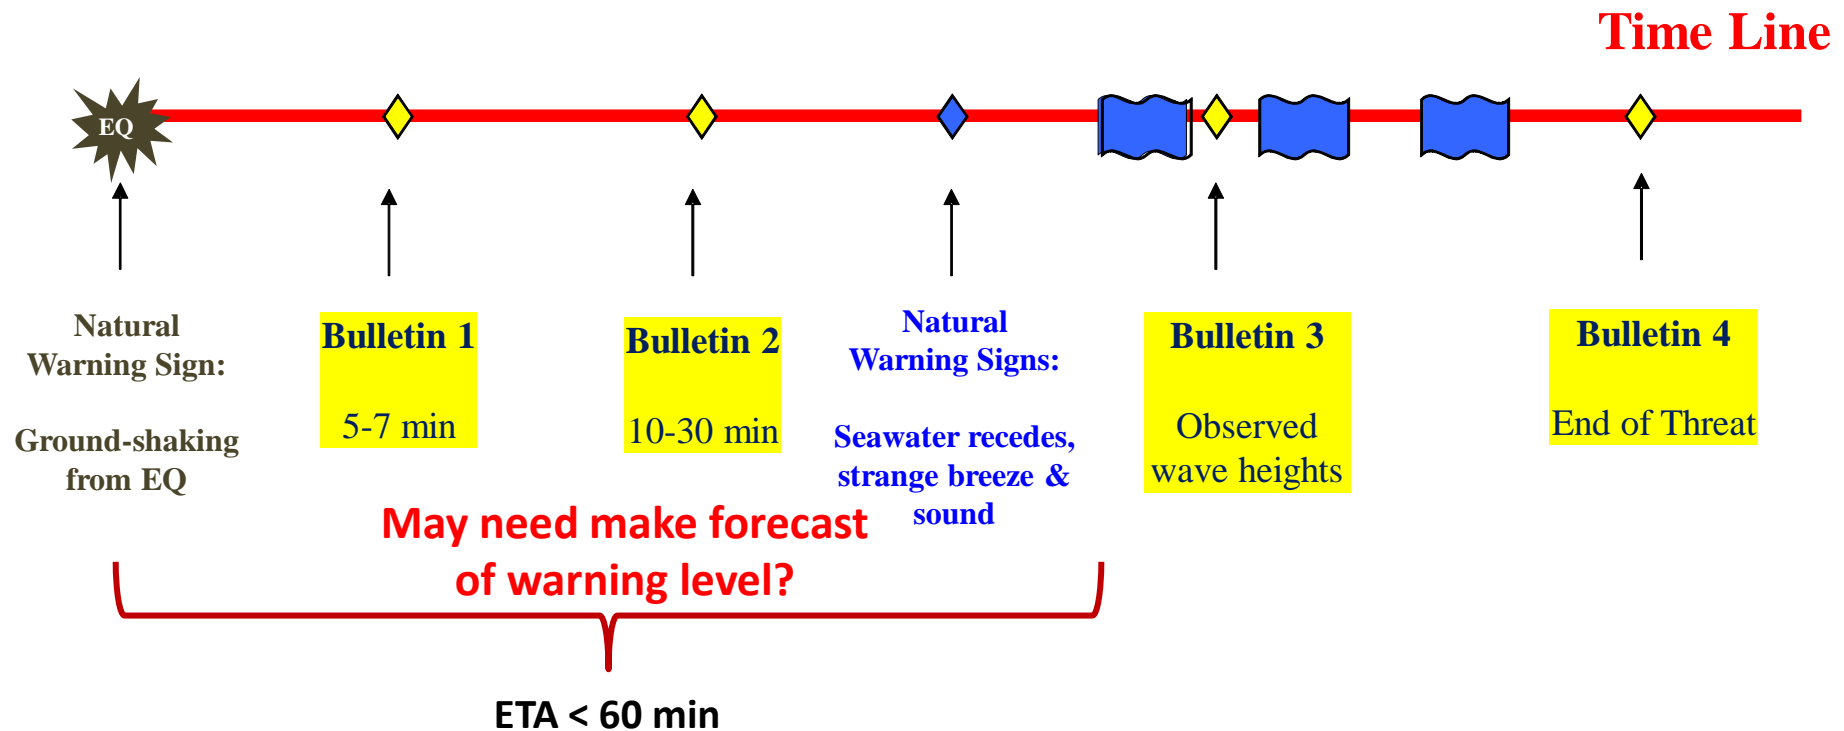 Time Line
EQ
Natural
Warning Sign:
Ground-shaking
from EQ
Bulletin 1
5-7 min
Bulletin 2
10-30 min
Natural
Warning Signs:
Seawater recedes,
strange breeze &
sound
Bulletin 3
Observed
wave heights
Bulletin 4
End of Threat
May need make forecast
of warning level?
ETA < 60 min